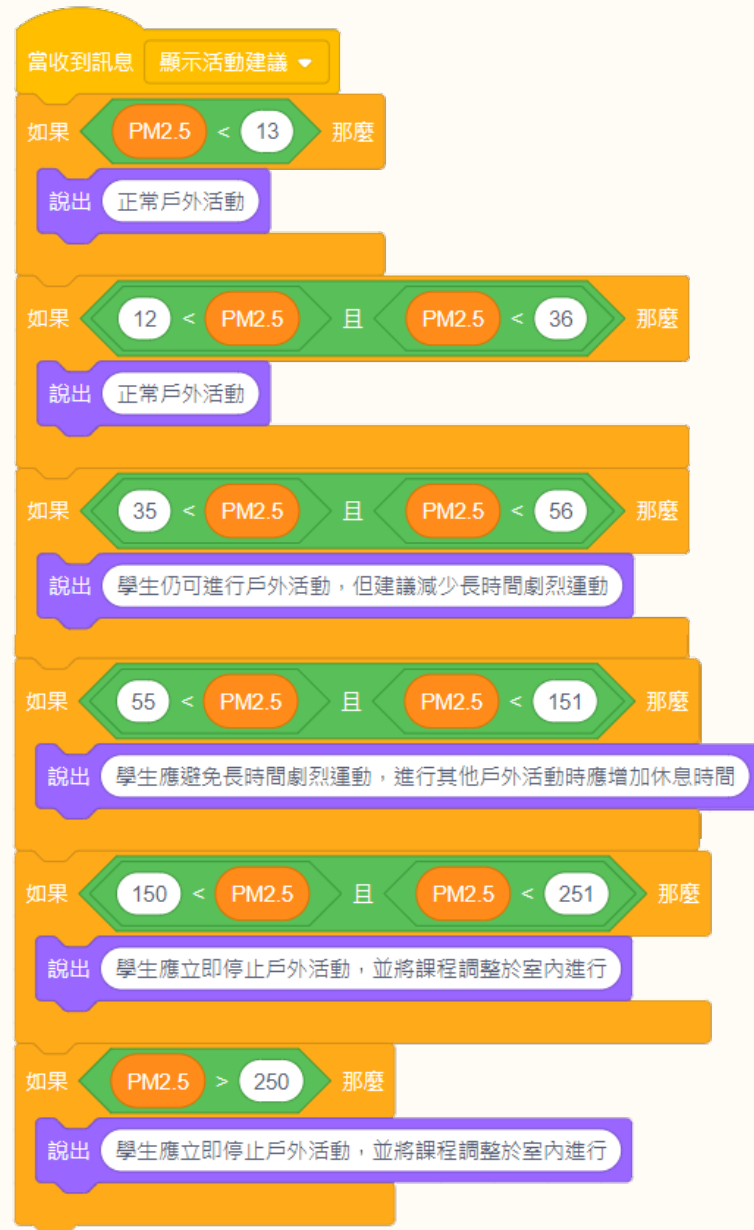 當收到訊息 顯示活動建議
如果 PM2.5 < 13 那麼
說出 正常戶外活動
如果 12 < PM2.5 且 PM2.5 < 36 那麼
說出 正常戶外活動
如果 35 < PM2.5 且 PM2.5 < 56 那麼
說出 學生仍可進行戶外活動，但建議減少長時間劇烈運動
如果 55 < PM2.5 且 PM2.5 < 151 那麼
說出 學生應避免長時間劇烈運動，進行其他戶外活動時應增加休息時間
如果 150 < PM2.5 且 PM2.5 < 251 那麼
說出 學生應立即停止戶外活動，並將課程調整於室內進行
如果 PM2.5 > 250 那麼
說出 學生應立即停止戶外活動，並將課程調整於室內進行